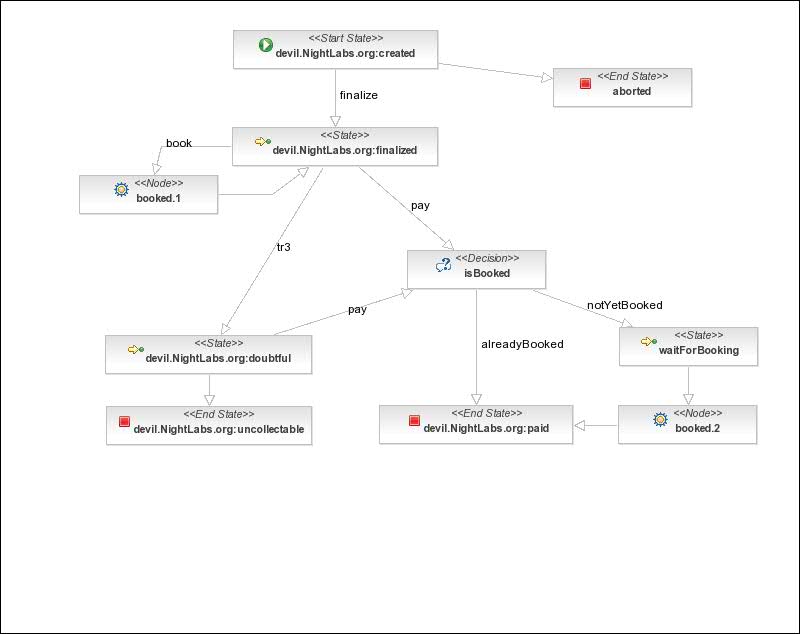 <<Start State>>
devil.NightLabs.org:created
<<End State>>
aborted
finalize
<<State>>
devil.NightLabs.org:finalized
book
<<Node>>
booked.1
pay
tr3
<<Decision>>
isBooked
notYetBooked
pay
<<State>>
devil.NightLabs.org:doubtful
alreadyBooked
<<State>>
waitForBooking
<<End State>>
devil.NightLabs.org:uncollectable
<<End State>>
devil.NightLabs.org:paid
<<Node>>
booked.2